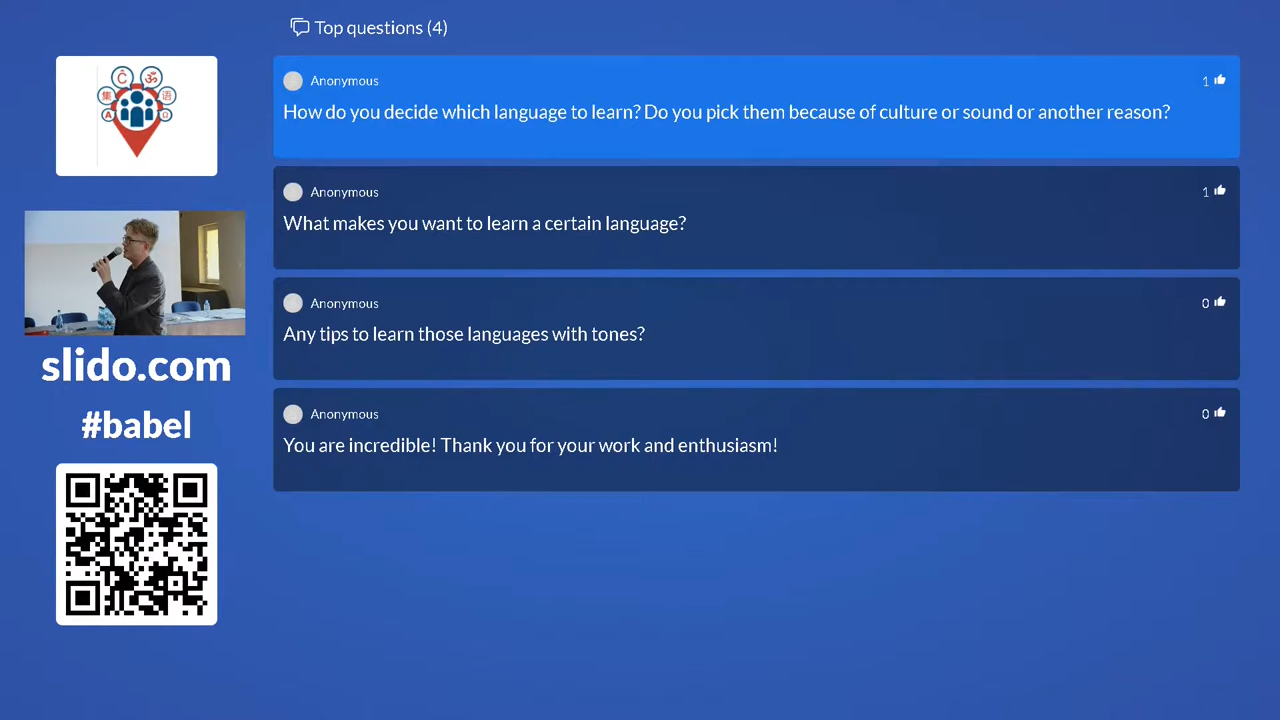 Top questions (4)
Anonymous
1
How do you decide which language to learn? Do you pick them because of culture or sound or another reason?
Anonymous
1
What makes you want to learn a certain language?
Anonymous
0
Any tips to learn those languages with tones?
Anonymous
0
You are incredible! Thank you for your work and enthusiasm!
Ĉ ॐ
集 语
A Ω
slido.com
#babel